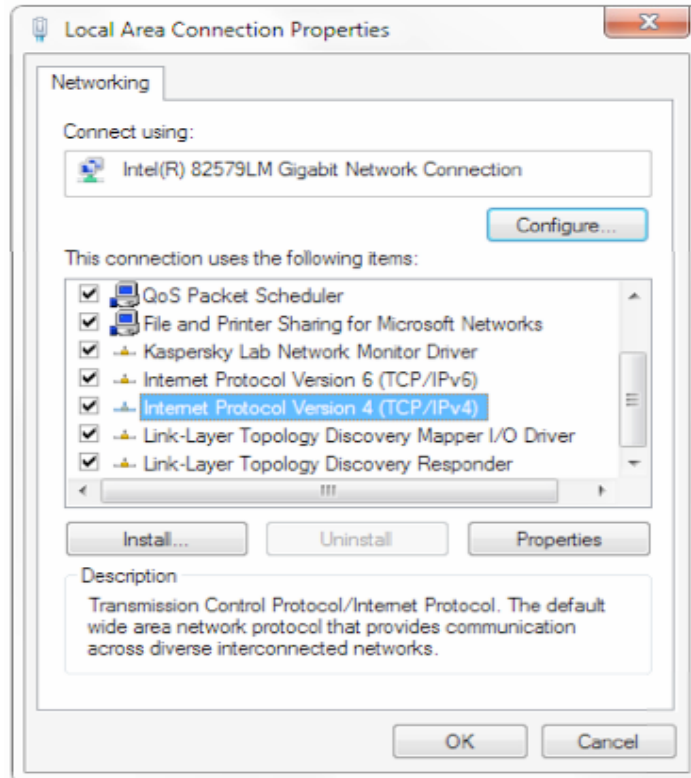 Local Area Connection Properties
Networking
Connect using:
Intel(R) 82579LM Gigabit Network Connection
Configure...
This connection uses the following items:
QoS Packet Scheduler
File and Printer Sharing for Microsoft Networks
Kaspersky Lab Network Monitor Driver
Internet Protocol Version 6 (TCP/IPv6)
Internet Protocol Version 4 (TCP/IPv4)
Link-Layer Topology Discovery Mapper I/O Driver
Link-Layer Topology Discovery Responder
Install... Uninstall Properties
Description
Transmission Control Protocol/Internet Protocol. The default
wide area network protocol that provides communication
across diverse interconnected networks.
OK Cancel